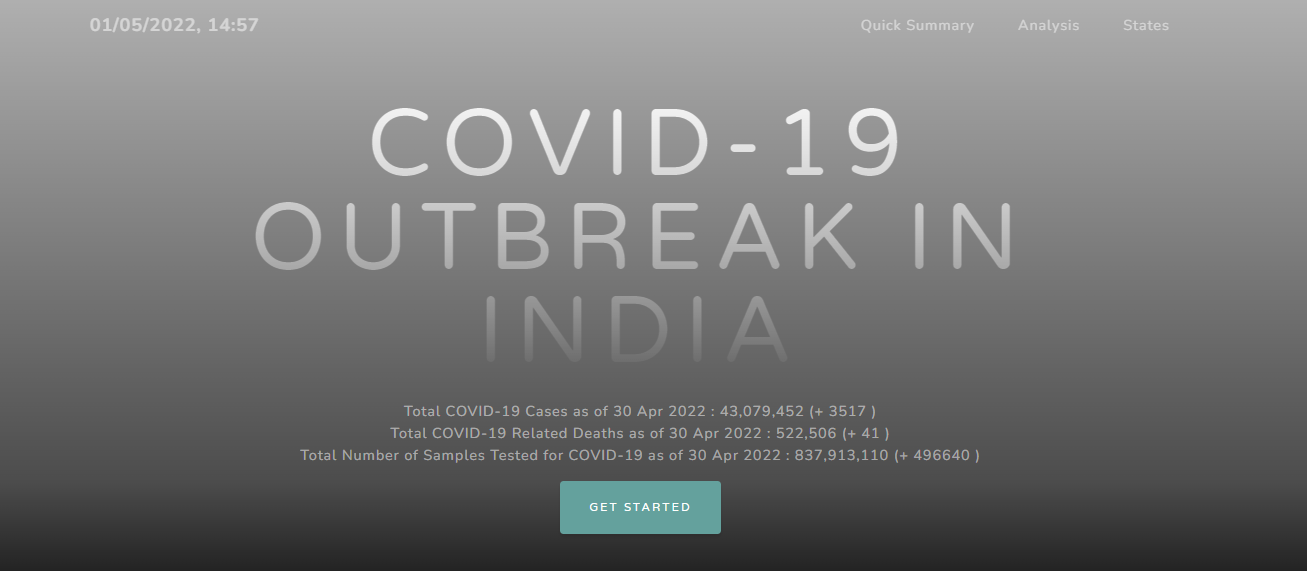 01/05/2022, 14:57
Quick Summary Analysis States
COVID-19
OUTBREAK IN
INDIA
Total COVID-19 Cases as of 30 Apr 2022 : 43,079,452 (+ 3517 )
Total COVID-19 Related Deaths as of 30 Apr 2022 : 522,506 (+ 41 )
Total Number of Samples Tested for COVID-19 as of 30 Apr 2022 : 837,913,110 (+ 496640 )
GET STARTED